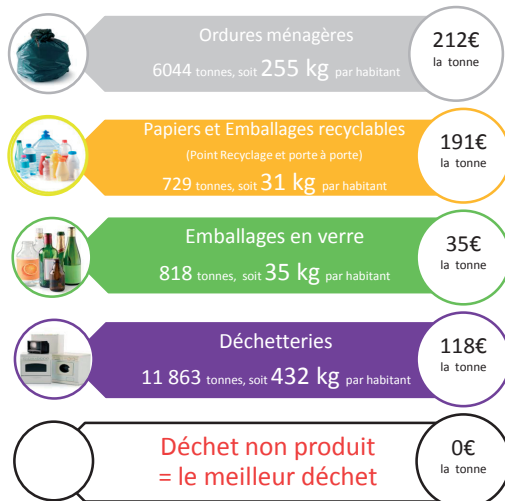 Ordures ménagères
6044 tonnes, soit 255 kg par habitant
212€
la tonne
Papiers et Emballages recyclables
(Point Recyclage et porte à porte)
729 tonnes, soit 31 kg par habitant
191€
la tonne
Emballages en verre
818 tonnes, soit 35 kg par habitant
35€
la tonne
Déchetteries
11 863 tonnes, soit 432 kg par habitant
118€
la tonne
Déchet non produit
= le meilleur déchet
0€
la tonne